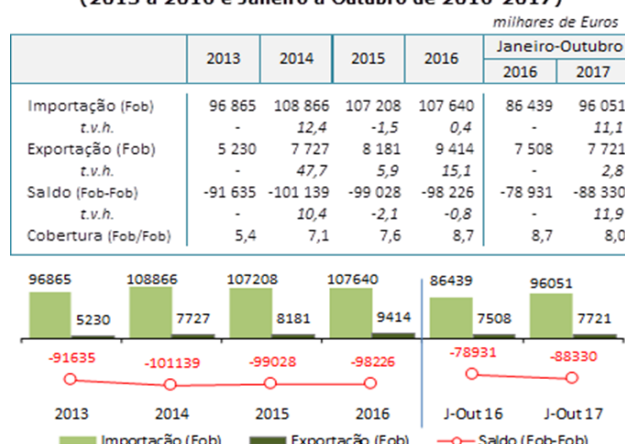 (2013 a 2016 e Janeiro a Outubro de 2016-2017)
milhares de Euros
2013 2014 2015 2016 Janeiro-Outubro
2016 2017
Importação (Fob) 96 865 108 866 107 208 107 640 86 439 96 051
t.v.h. - 12,4 -1,5 0,4 - 11,1
Exportação (Fob) 5 230 7 727 8 181 9 414 7 508 7 721
t.v.h. - 47,7 5,9 15,1 - 2,8
Saldo (Fob-Fob) -91 635 -101 139 -99 028 -98 226 -78 931 -88 330
t.v.h. - 10,4 -2,1 -0,8 - 11,9
Cobertura (Fob/Fob) 5,4 7,1 7,6 8,7 8,7 8,0
96865 108866 107208 107640 86439 96051
5230 7727 8181 9414 7508 7721
-91635 -101139 -99028 -98226 -78931 -88330
2013 2014 2015 2016 J-Out 16 J-Out 17
Importação (Fob) Exportação (Fob) Saldo (Fob-Fob)